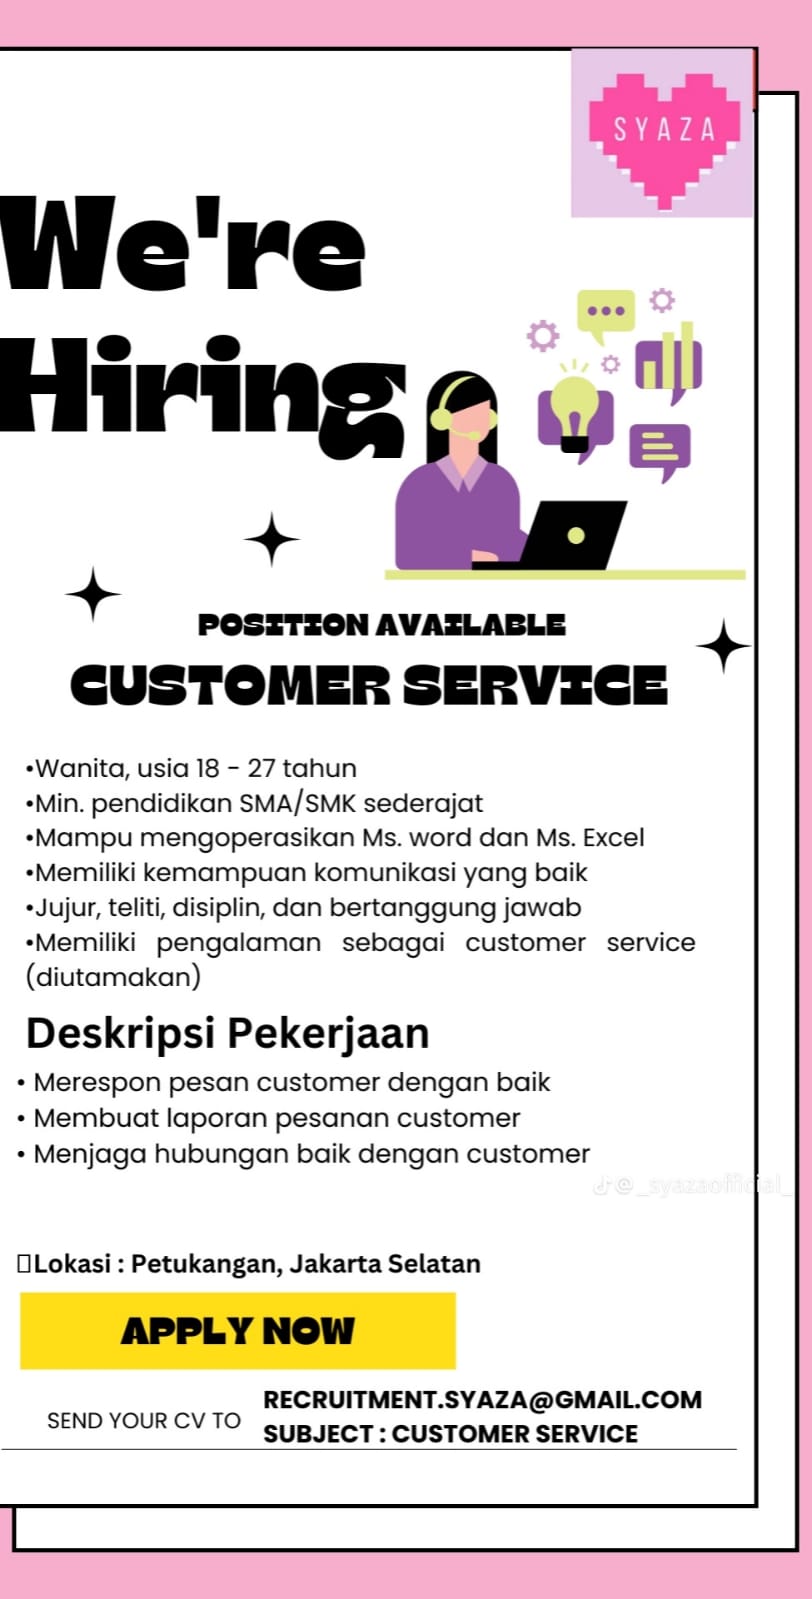 SYAZA
We're
Hiring
POSITION AVAILABLE
CUSTOMER SERVICE
•Wanita, usia 18 - 27 tahun
•Min. pendidikan SMA/SMK sederajat
•Mampu mengoperasikan Ms. word dan Ms. Excel
•Memiliki kemampuan komunikasi yang baik
•Jujur, teliti, disiplin, dan bertanggung jawab
•Memiliki pengalaman sebagai customer service
(diutamakan)
Deskripsi Pekerjaan
• Merespon pesan customer dengan baik
• Membuat laporan pesanan customer
• Menjaga hubungan baik dengan customer
@_syazaofficial_
Lokasi : Petukangan, Jakarta Selatan
APPLY NOW
SEND YOUR CV TO
RECRUITMENT.SYAZA@GMAIL.COM
SUBJECT : CUSTOMER SERVICE